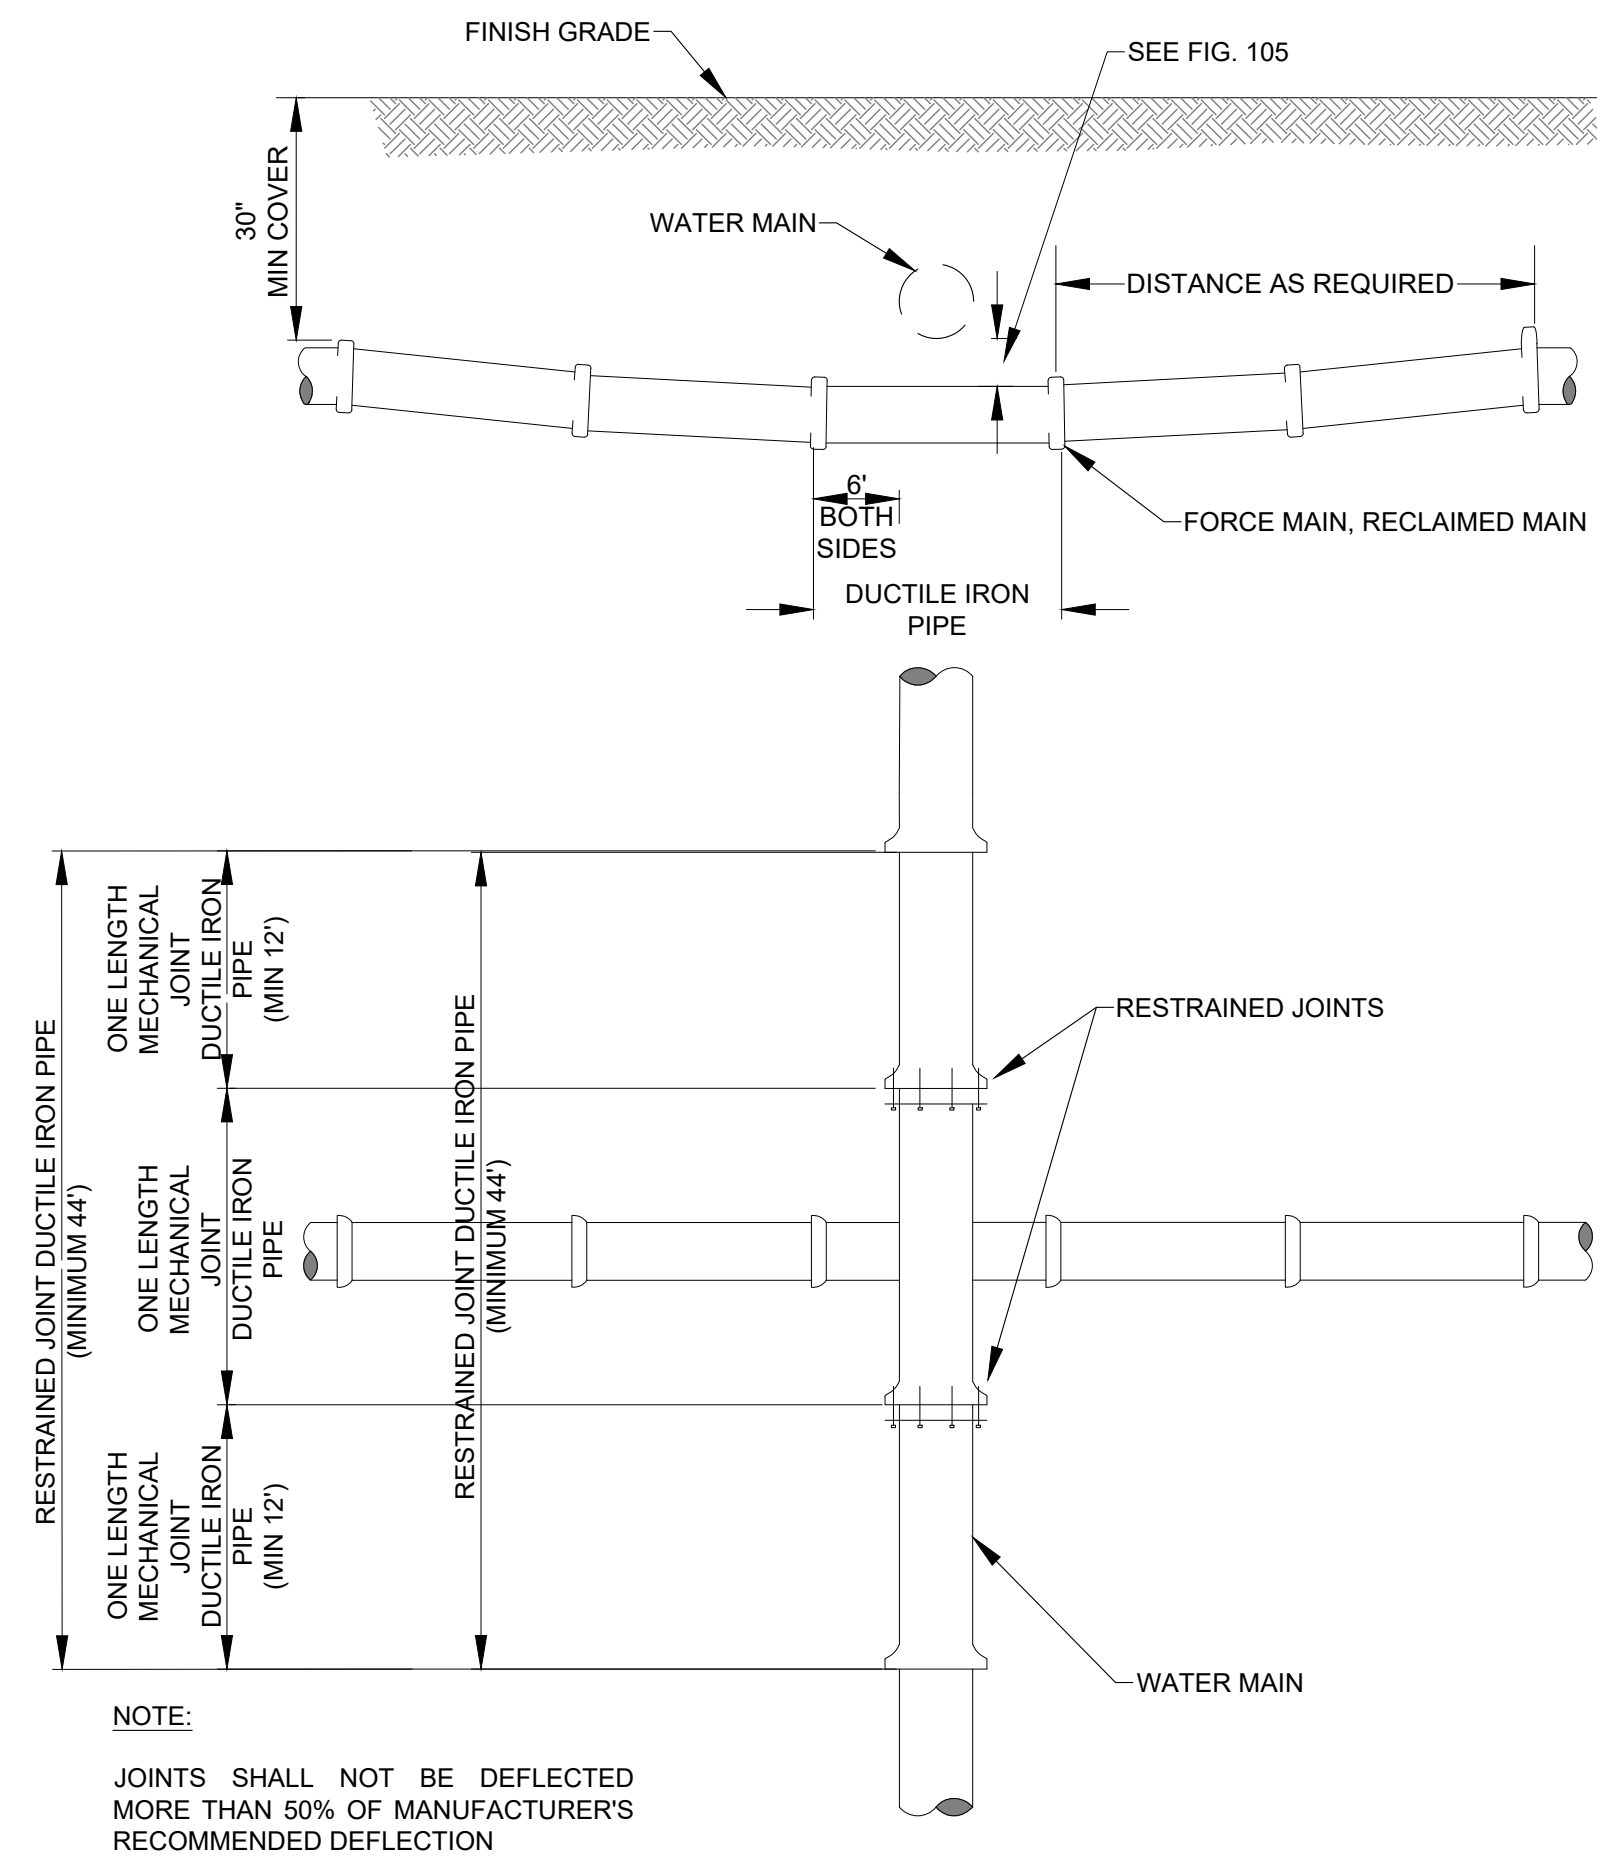 FINISH GRADE
SEE FIG. 105
30"
MIN COVER
WATER MAIN
DISTANCE AS REQUIRED
6'
BOTH
SIDES
FORCE MAIN, RECLAIMED MAIN
DUCTILE IRON
PIPE
RESTRAINED JOINT DUCTILE IRON PIPE
(MINIMUM 44')
ONE LENGTH
MECHANICAL
JOINT
DUCTILE IRON
PIPE
(MIN 12')
ONE LENGTH
MECHANICAL
JOINT
DUCTILE IRON
PIPE
ONE LENGTH
MECHANICAL
JOINT
DUCTILE IRON
PIPE
(MIN 12')
RESTRAINED JOINT DUCTILE IRON PIPE
(MINIMUM 44')
RESTRAINED JOINTS
WATER MAIN
NOTE:
JOINTS SHALL NOT BE DEFLECTED
MORE THAN 50% OF MANUFACTURER'S
RECOMMENDED DEFLECTION